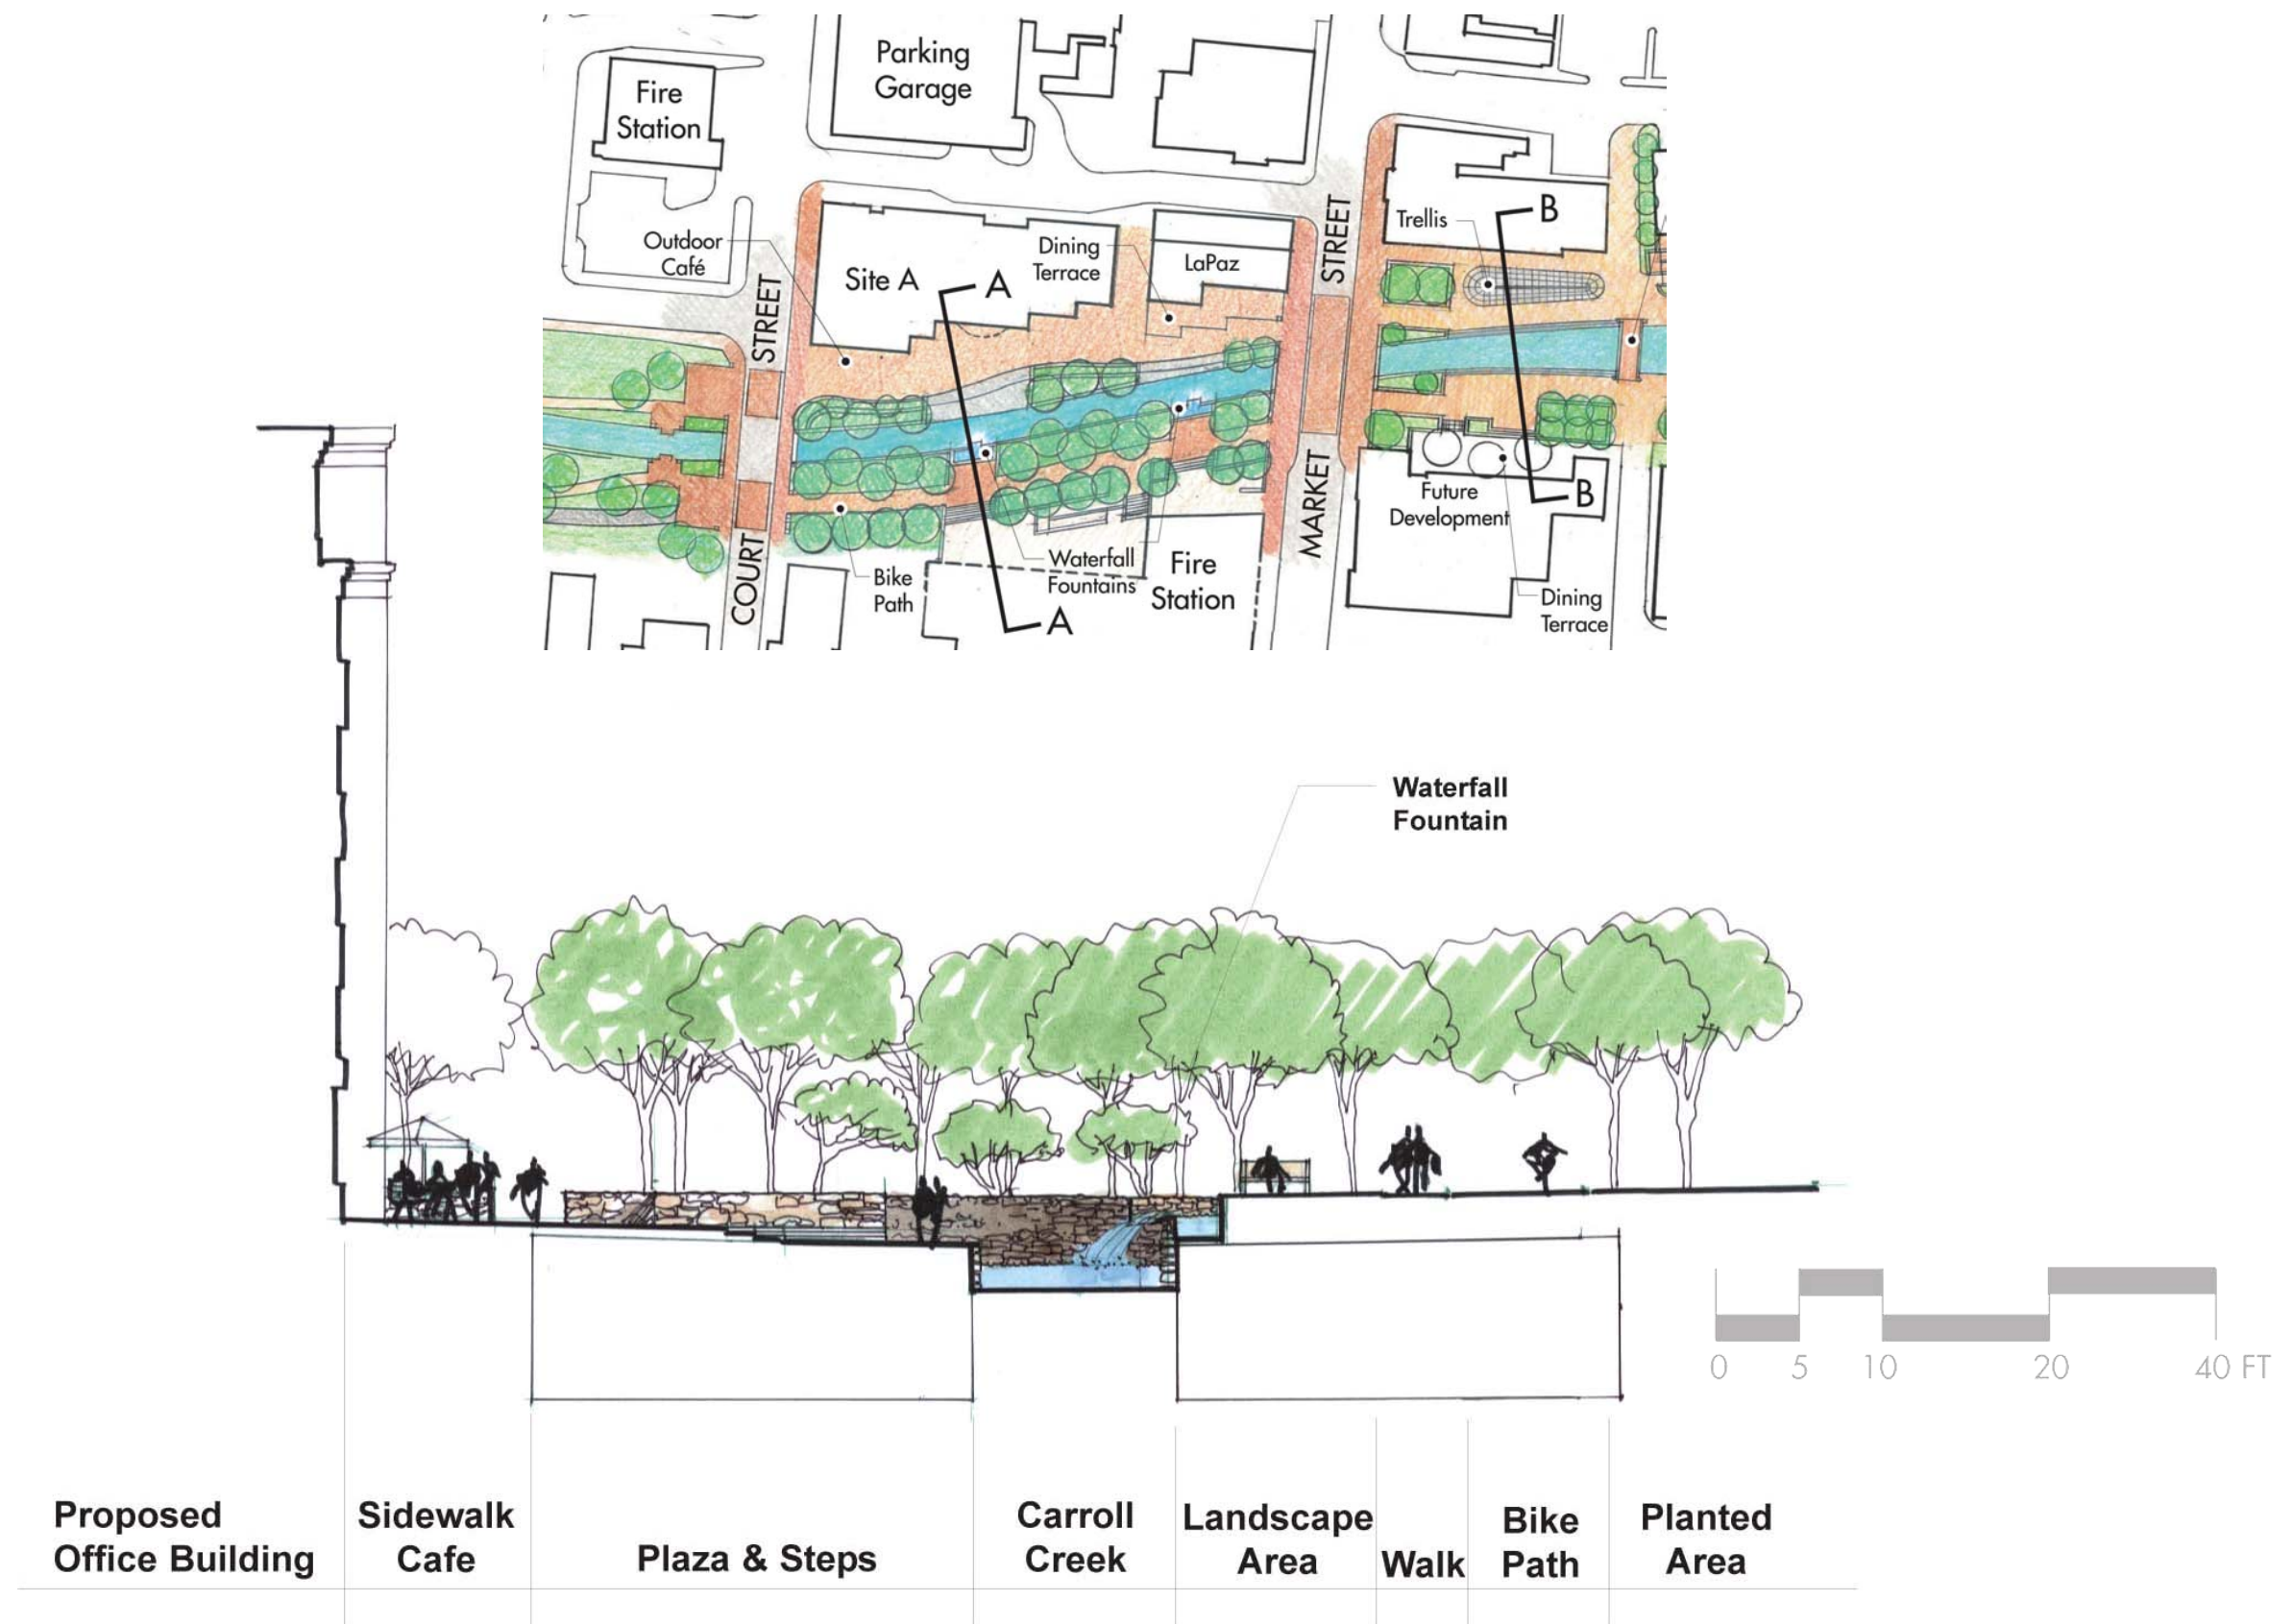 Parking
Garage
Fire
Station
Outdoor
Café
Site A
A
Dining
Terrace
LaPaz
STREET
STREET
Trellis
B
COURT
MARKET
Bike
Path
Waterfall
Fountains
A
Fire
Station
Future
Development
B
Dining
Terrace
Waterfall
Fountain
0 5 10 20 40 FT
Proposed
Office Building
Sidewalk
Cafe
Plaza & Steps
Carroll
Creek
Landscape
Area
Walk
Bike
Path
Planted
Area